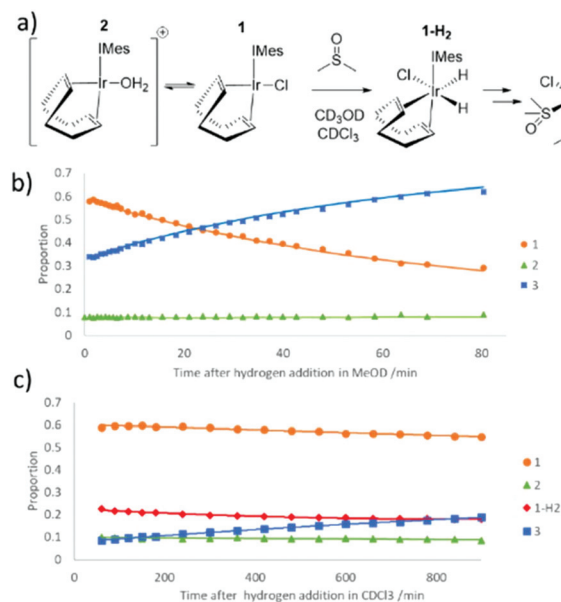 a)
2
1
1-H2
IMes
Ir
OH2
⊕
IMes
Ir
Cl
O
S
CD3OD
CDCl3
IMes
Cl
Ir
H
H
Cl
S
O
b)
Proportion
0.7
0.6
0.5
0.4
0.3
0.2
0.1
0
0 20 40 60 80
Time after hydrogen addition in MeOD /min
1
2
3
c)
Proportion
0.7
0.6
0.5
0.4
0.3
0.2
0.1
0
0 200 400 600 800
Time after hydrogen addition in CDCl3 /min
1
2
1-H2
3